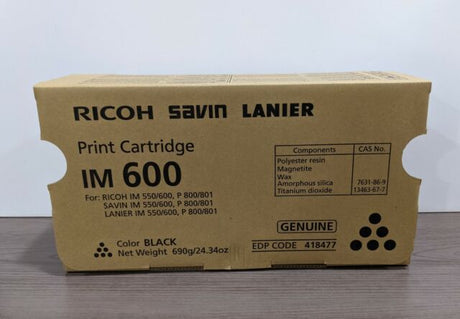 RICOH savin LANIER
Print Cartridge
IM 600
For: RICOH IM 550/600, P 800/801
SAVIN IM 550/600, P 800/801
LANIER IM 550/600, P 800/801
Color BLACK
Net Weight 690g/24.34oz
Components CAS No.
Polyester resin
Magnetite
Wax
Amorphous silica 7631-86-9
Titanium dioxide 13463-67-7
GENUINE
EDP CODE 418477